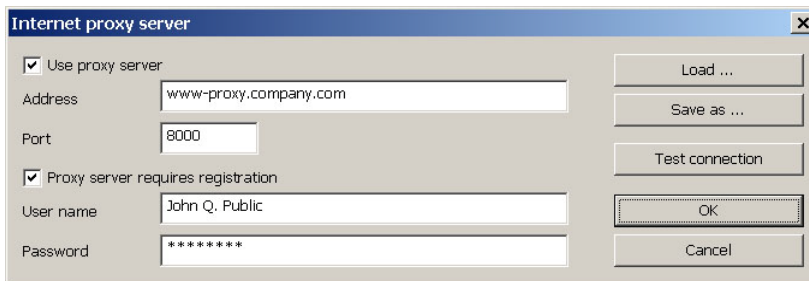 Internet proxy server
Use proxy server
Address
www-proxy.company.com
Port
8000
Proxy server requires registration
User name
John Q. Public
Password
********
Load ...
Save as ...
Test connection
OK
Cancel